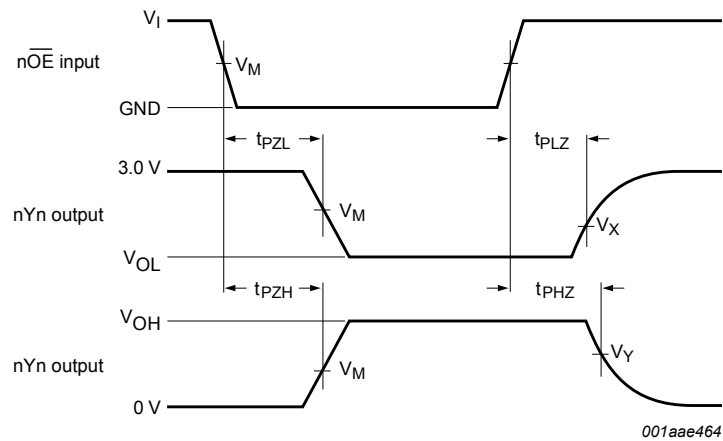 V_I
nO̅E̅ input
V_M
GND
t_PZL
t_PLZ
3.0 V
nYn output
V_M
V_X
V_OL
t_PZH
t_PHZ
V_OH
nYn output
V_M
V_Y
0 V
001aae464